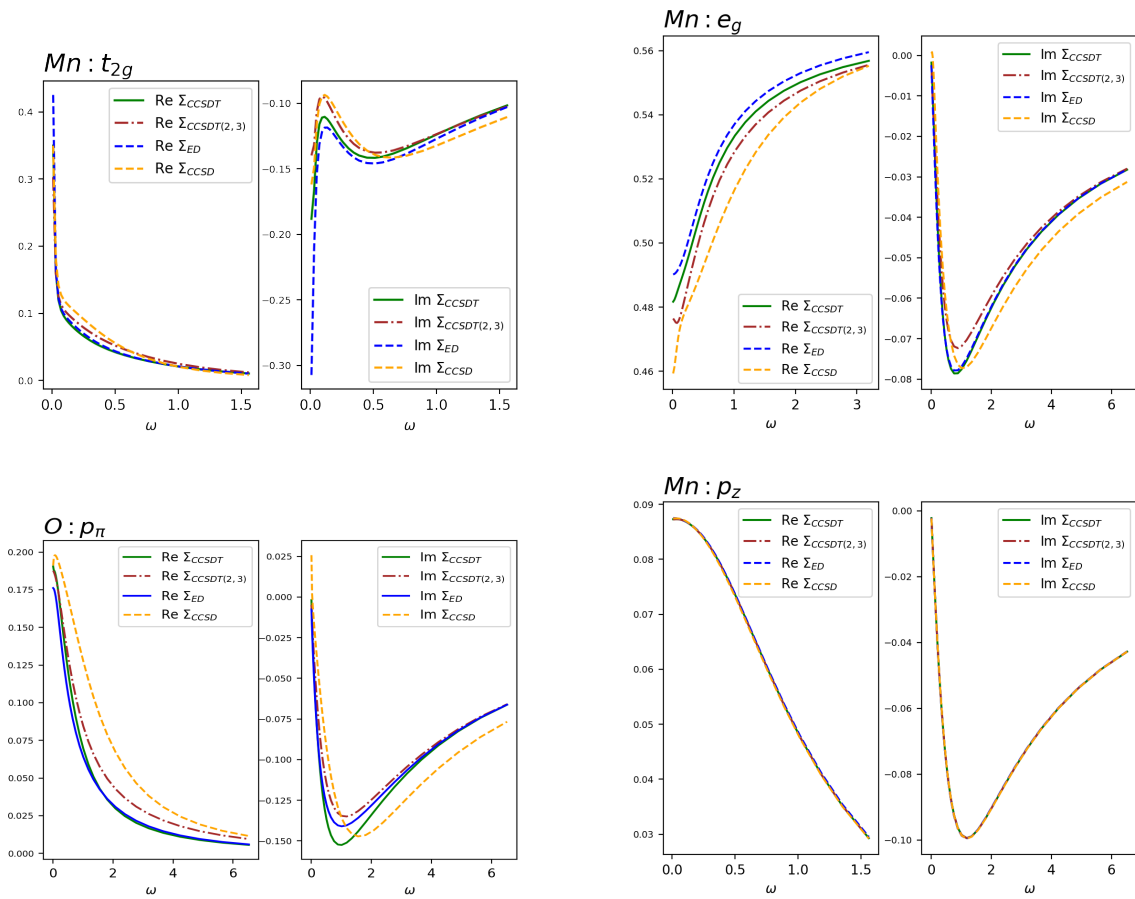 Mn : t2g
0.4
0.3
0.2
0.1
0.0
0.0 0.5 1.0 1.5
ω
Re ΣCCSDT
Re ΣCCSDT(2, 3)
Re ΣED
Re ΣCCSD
−0.10
−0.15
−0.20
−0.25
−0.30
0.0 0.5 1.0 1.5
ω
Im ΣCCSDT
Im ΣCCSDT(2, 3)
Im ΣED
Im ΣCCSD
Mn : eg
0.56
0.54
0.52
0.50
0.48
0.46
0 1 2 3
ω
Re ΣCCSDT
Re ΣCCSDT(2, 3)
Re ΣED
Re ΣCCSD
0.00
−0.01
−0.02
−0.03
−0.04
−0.05
−0.06
−0.07
−0.08
0 2 4 6
ω
Im ΣCCSDT
Im ΣCCSDT(2, 3)
Im ΣED
Im ΣCCSD
O : pπ
0.200
0.175
0.150
0.125
0.100
0.075
0.050
0.025
0.000
0 2 4 6
ω
Re ΣCCSDT
Re ΣCCSDT(2, 3)
Re ΣED
Re ΣCCSD
0.025
0.000
−0.025
−0.050
−0.075
−0.100
−0.150
0 2 4 6
ω
Im ΣCCSDT
Im ΣCCSDT(2, 3)
Im ΣED
Im ΣCCSD
Mn : pz
0.09
0.08
0.07
0.06
0.05
0.04
0.03
0.0 0.5 1.0 1.5
ω
Re ΣCCSDT
Re ΣCCSDT(2, 3)
Re ΣED
Re ΣCCSD
0.00
−0.02
−0.04
−0.06
−0.08
−0.10
0 2 4 6
ω
Im ΣCCSDT
Im ΣCCSDT(2, 3)
Im ΣED
Im ΣCCSD